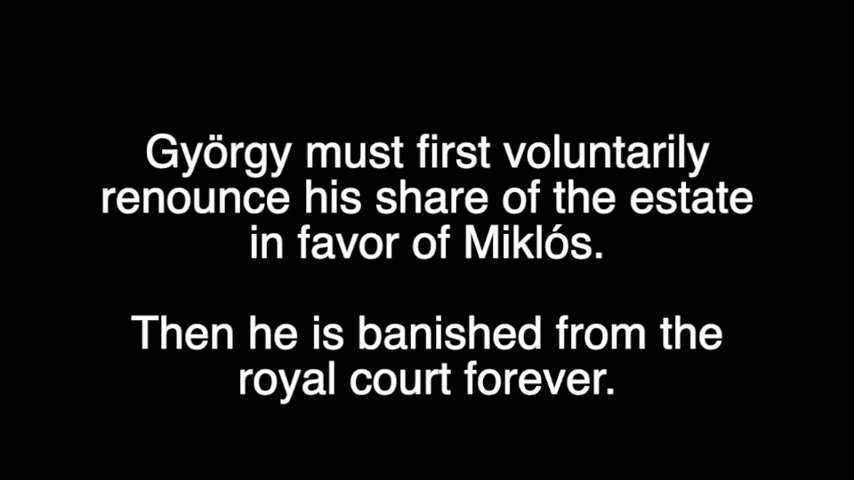 György must first voluntarily
renounce his share of the estate
in favor of Miklós.
Then he is banished from the
royal court forever.